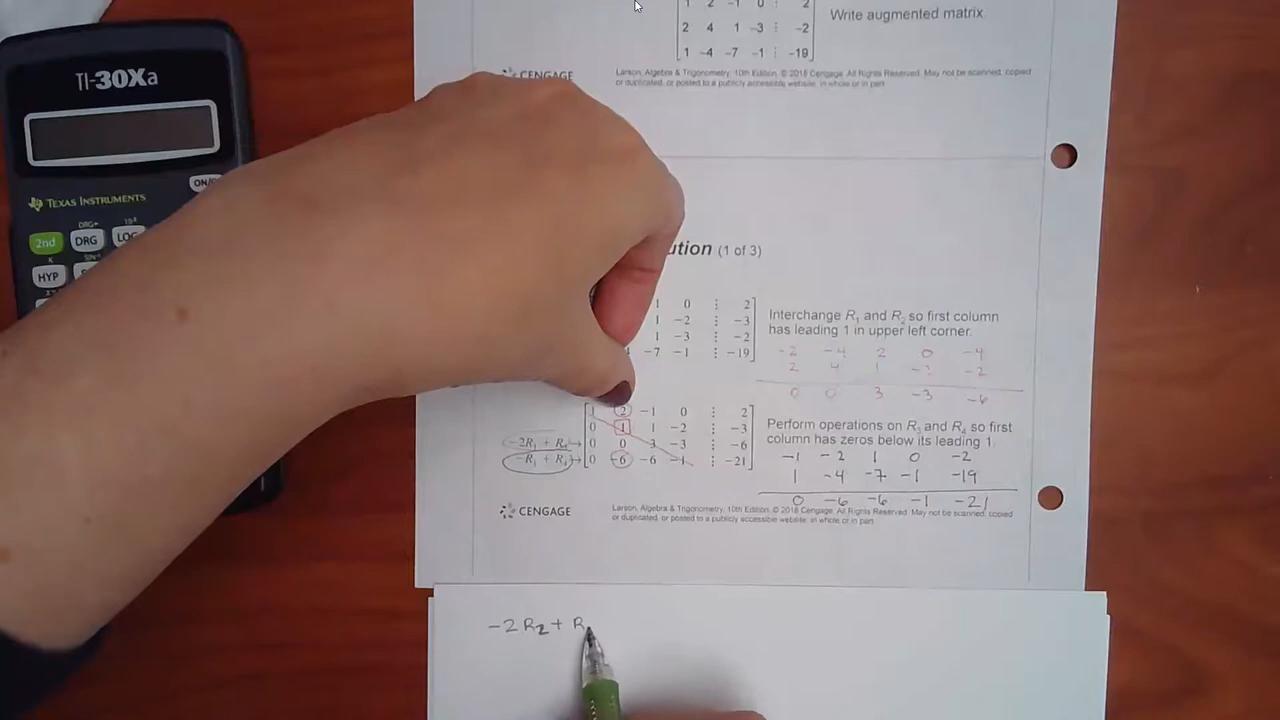 TI-30Xa
TEXAS INSTRUMENTS
ON/C
2nd DRG LOG
HYP
1 2 -1 0 ⋮ 2
2 4 1 -3 ⋮ -2
1 -4 -7 -1 ⋮ -19
Write augmented matrix.
CENGAGE
Larson, Algebra & Trigonometry, 10th Edition. © 2018 Cengage. All Rights Reserved. May not be scanned, copied
or duplicated, or posted to a publicly accessible website, in whole or in part.
ution (1 of 3)
1 0 ⋮ 2
1 -2 ⋮ -3
1 -3 ⋮ -2
-7 -1 ⋮ -19
Interchange R₁ and R₂ so first column
has leading 1 in upper left corner.
-2 -4 2 0 -4
2 4 1 -3 -2
0 0 3 -3 -6
1 2 -1 0 ⋮ 2
0 1 1 -2 ⋮ -3
-2R₁ + R₃ → 0 0 3 -3 ⋮ -6
-R₁ + R₄ → 0 -6 -6 -1 ⋮ -21
Perform operations on R₃ and R₄ so first
column has zeros below its leading 1.
-1 -2 1 0 -2
1 -4 -7 -1 -19
0 -6 -6 -1 -21
CENGAGE
Larson, Algebra & Trigonometry, 10th Edition. © 2018 Cengage. All Rights Reserved. May not be scanned, copied
or duplicated, or posted to a publicly accessible website, in whole or in part.
-2R₂ + R